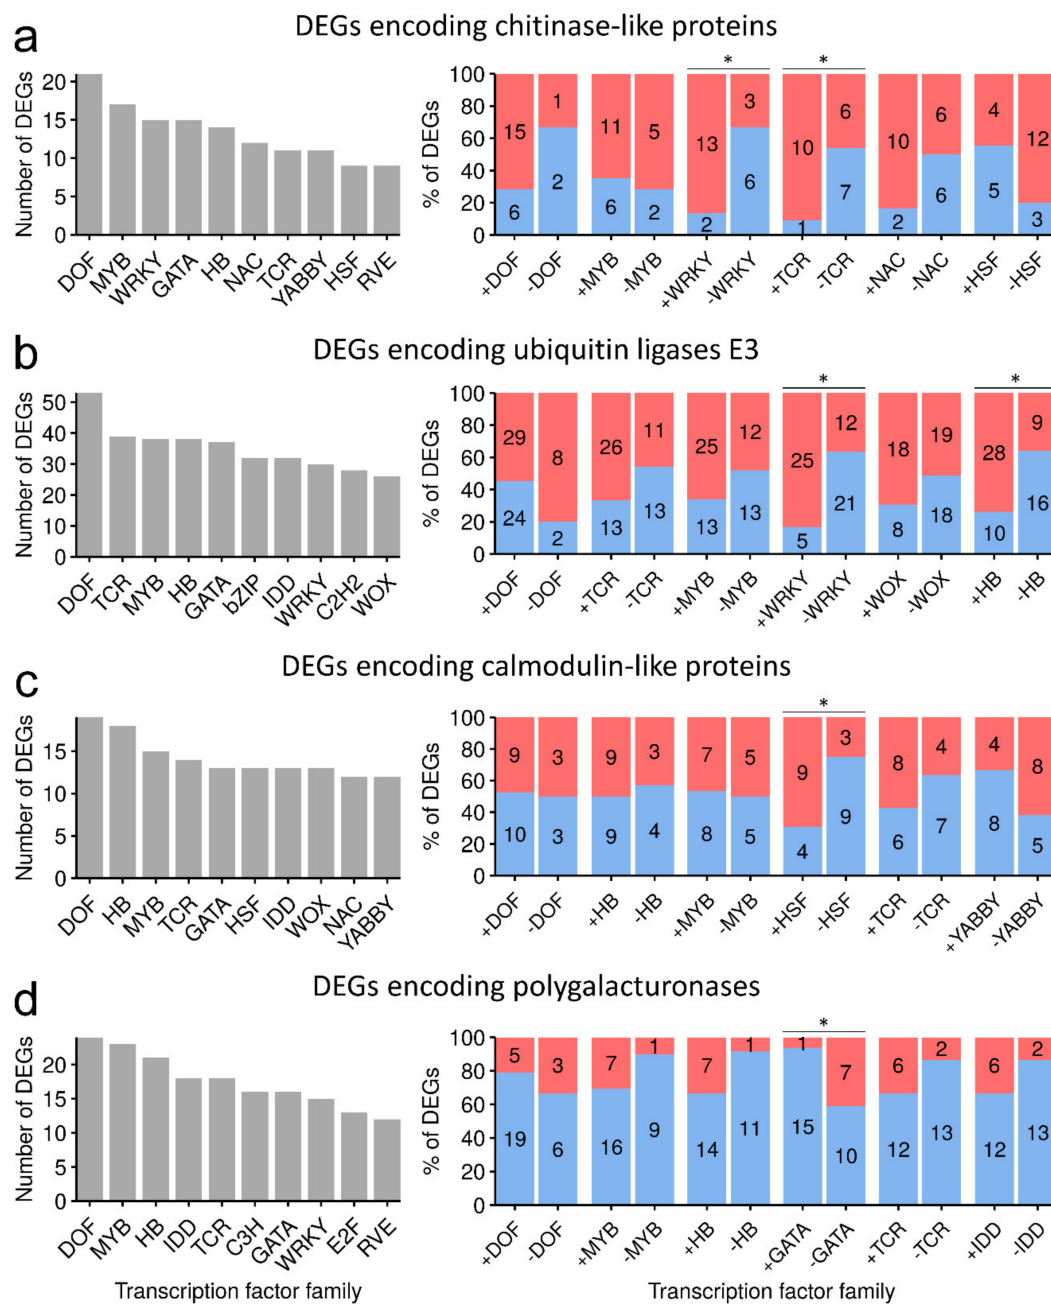 a
DEGs encoding chitinase-like proteins
Number of DEGs
20
15
10
5
0
DOF MYB WRKY GATA HB NAC TCR YABBY HSF RVE
% of DEGs
100
80
60
40
20
0
* *
15 1 11 5 13 3 10 6 10 6 4 12
6 2 6 2 2 6 1 7 2 6 5 3
+DOF -DOF +MYB -MYB +WRKY -WRKY +TCR -TCR +NAC -NAC +HSF -HSF
b
DEGs encoding ubiquitin ligases E3
Number of DEGs
50
40
30
20
10
0
DOF TCR MYB HB GATA bZIP IDD WRKY C2H2 WOX
% of DEGs
100
80
60
40
20
0
* *
29 8 26 11 25 12 25 12 18 19 28 9
24 2 13 13 13 13 5 21 8 18 10 16
+DOF -DOF +TCR -TCR +MYB -MYB +WRKY -WRKY +WOX -WOX +HB -HB
c
DEGs encoding calmodulin-like proteins
Number of DEGs
15
10
5
0
DOF HB MYB TCR GATA HSF IDD WOX NAC YABBY
% of DEGs
100
80
60
40
20
0
*
9 3 9 3 7 5 9 3 8 4 4 8
10 3 9 4 8 5 4 9 6 7 8 5
+DOF -DOF +HB -HB +MYB -MYB +HSF -HSF +TCR -TCR +YABBY -YABBY
d
DEGs encoding polygalacturonases
Number of DEGs
20
15
10
5
0
DOF MYB HB IDD TCR C3H GATA WRKY E2F RVE
Transcription factor family
% of DEGs
100
80
60
40
20
0
*
5 3 7 1 7 1 1 7 6 2 6 2
19 6 16 9 14 11 15 10 12 13 12 13
+DOF -DOF +MYB -MYB +HB -HB +GATA -GATA +TCR -TCR +IDD -IDD
Transcription factor family